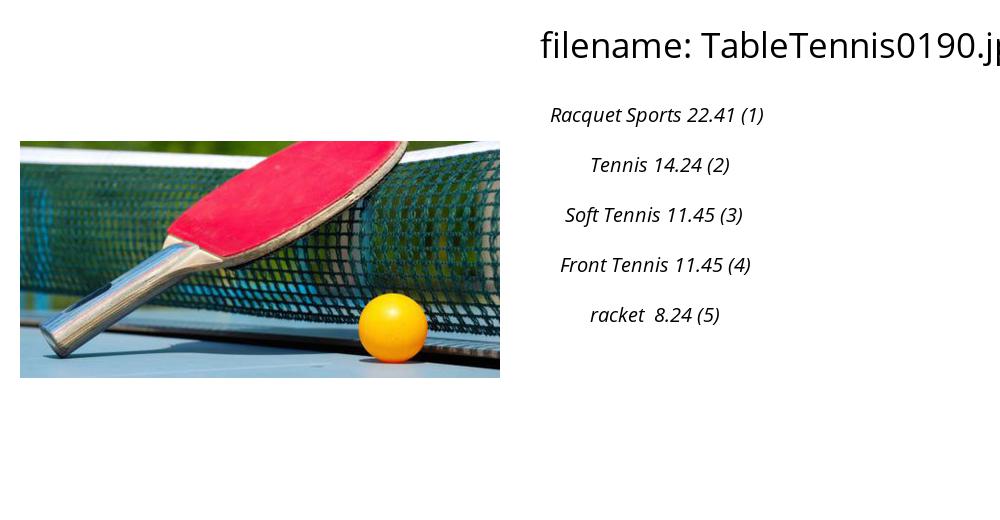 filename: TableTennis0190.jp
Racquet Sports 22.41 (1)
Tennis 14.24 (2)
Soft Tennis 11.45 (3)
Front Tennis 11.45 (4)
racket  8.24 (5)